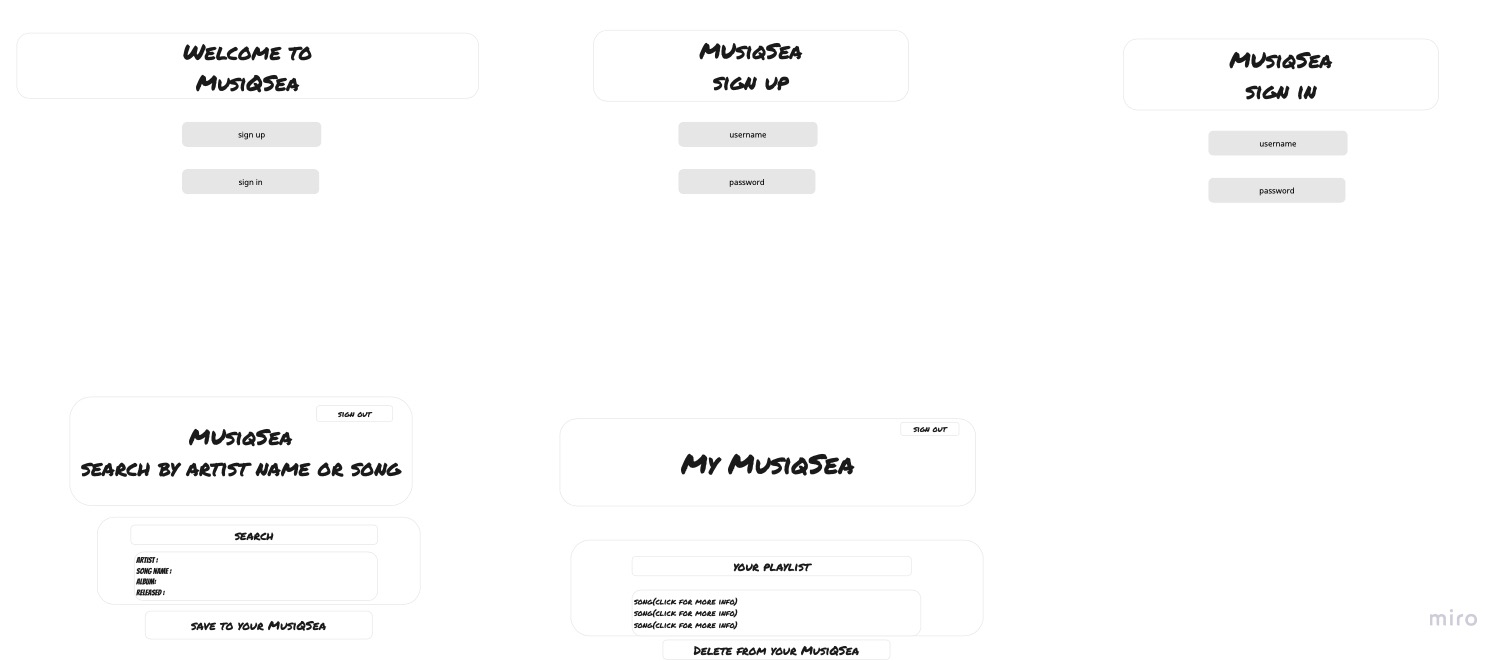 Welcome to
MusiQSea
sign up
sign in
MUsiqSea
sign up
username
password
MUsiqSea
sign in
username
password
sign out
MUsiqSea
search by artist name or song
search
Artist :
Song Name :
Album:
Released :
save to your MusiQSea
sign out
My MusiqSea
your playlist
song(click for more info)
song(click for more info)
song(click for more info)
Delete from your MusiQSea
miro